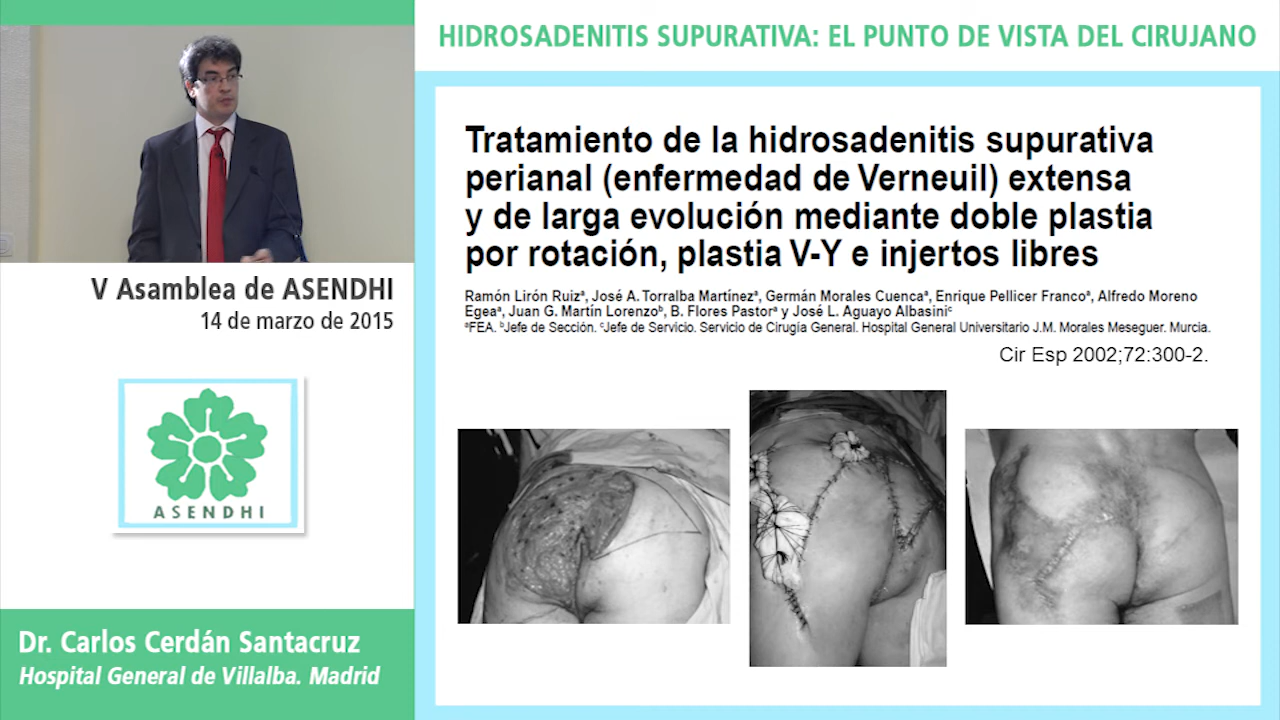 HIDROSADENITIS SUPURATIVA: EL PUNTO DE VISTA DEL CIRUJANO
V Asamblea de ASENDHI
14 de marzo de 2015
ASENDHI
Dr. Carlos Cerdán Santacruz
Hospital General de Villalba. Madrid
Tratamiento de la hidrosadenitis supurativa
perianal (enfermedad de Verneuil) extensa
y de larga evolución mediante doble plastia
por rotación, plastia V-Y e injertos libres
Ramón Lirón Ruizª, José A. Torralba Martínezª, Germán Morales Cuencaª, Enrique Pellicer Francoª, Alfredo Moreno
Egeaª, Juan G. Martín Lorenzoᵇ, B. Flores Pastorª y José L. Aguayo Albasiniᶜ
ªFEA. ᵇJefe de Sección. ᶜJefe de Servicio. Servicio de Cirugía General. Hospital General Universitario J.M. Morales Meseguer. Murcia.
Cir Esp 2002;72:300-2.